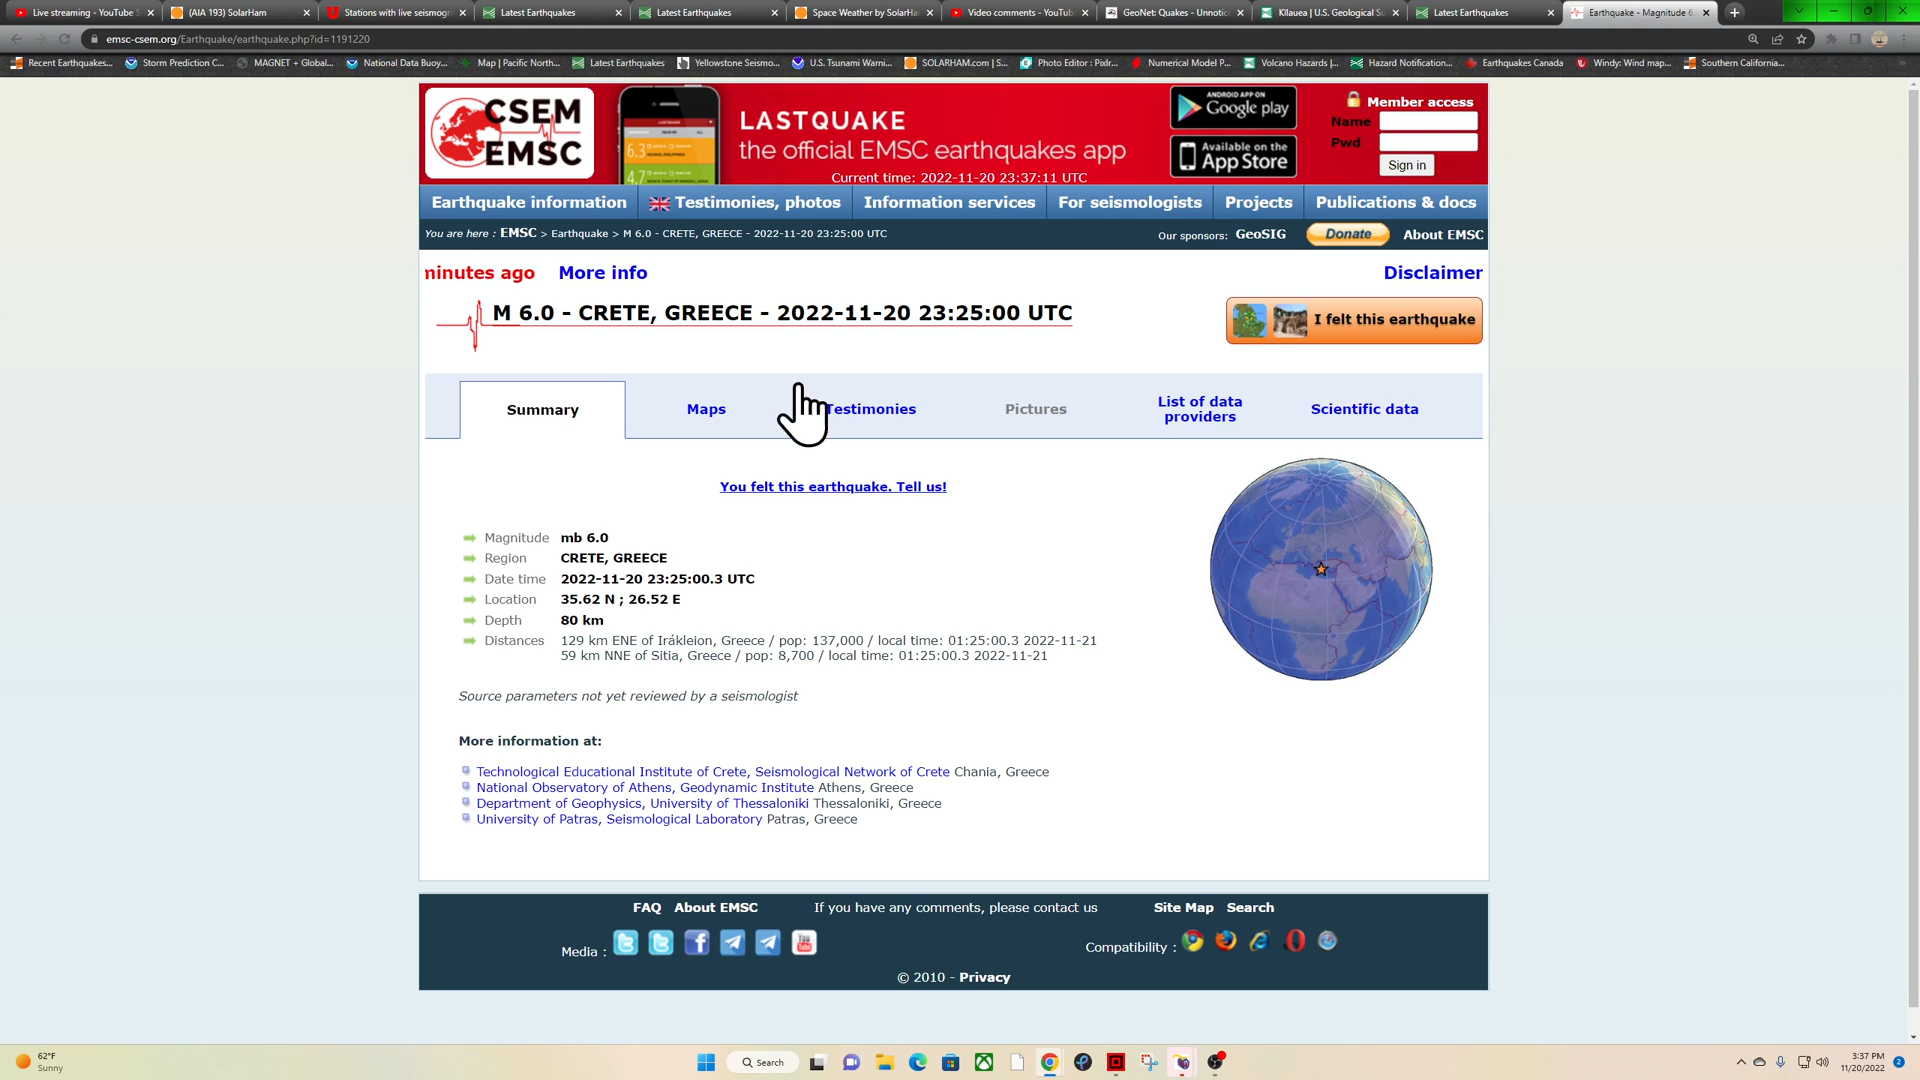 Live streaming - YouTube S
(AIA 193) SolarHam
Stations with live seismogr
Latest Earthquakes
Latest Earthquakes
Space Weather by SolarHa
Video comments - YouTub
GeoNet: Quakes - Unnotic
Kilauea | U.S. Geological Su
Latest Earthquakes
Earthquake - Magnitude 6.
emsc-csem.org/Earthquake/earthquake.php?id=1191220
Recent Earthquakes...
Storm Prediction C...
MAGNET + Global...
National Data Buoy...
Map | Pacific North...
Latest Earthquakes
Yellowstone Seismo...
U.S. Tsunami Warni...
SOLARHAM.com | S...
Photo Editor : Pixlr...
Numerical Model P...
Volcano Hazards |...
Hazard Notification...
Earthquakes Canada
Windy: Wind map...
Southern California...
CSEM
EMSC
6.3
4.7
LASTQUAKE
the official EMSC earthquakes app
Current time: 2022-11-20 23:37:11 UTC
ANDROID APP ON
Google play
Available on the
App Store
Member access
Name
Pwd
Sign in
Earthquake information
Testimonies, photos
Information services
For seismologists
Projects
Publications & docs
You are here : EMSC > Earthquake > M 6.0 - CRETE, GREECE - 2022-11-20 23:25:00 UTC
Our sponsors: GeoSIG
Donate
About EMSC
minutes ago
More info
Disclaimer
M 6.0 - CRETE, GREECE - 2022-11-20 23:25:00 UTC
I felt this earthquake
Summary
Maps
Testimonies
Pictures
List of data
providers
Scientific data
You felt this earthquake. Tell us!
Magnitude mb 6.0
Region CRETE, GREECE
Date time 2022-11-20 23:25:00.3 UTC
Location 35.62 N ; 26.52 E
Depth 80 km
Distances 129 km ENE of Irákleion, Greece / pop: 137,000 / local time: 01:25:00.3 2022-11-21
59 km NNE of Sitia, Greece / pop: 8,700 / local time: 01:25:00.3 2022-11-21
Source parameters not yet reviewed by a seismologist
More information at:
Technological Educational Institute of Crete, Seismological Network of Crete Chania, Greece
National Observatory of Athens, Geodynamic Institute Athens, Greece
Department of Geophysics, University of Thessaloniki Thessaloniki, Greece
University of Patras, Seismological Laboratory Patras, Greece
FAQ
About EMSC
If you have any comments, please contact us
Site Map
Search
Media :
Compatibility :
© 2010 - Privacy
62°F
Sunny
Search
3:37 PM
11/20/2022
2